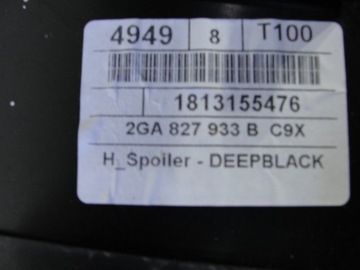 4949 8 T100
1813155476
2GA 827 933 B C9X
H_Spoiler - DEEPBLACK